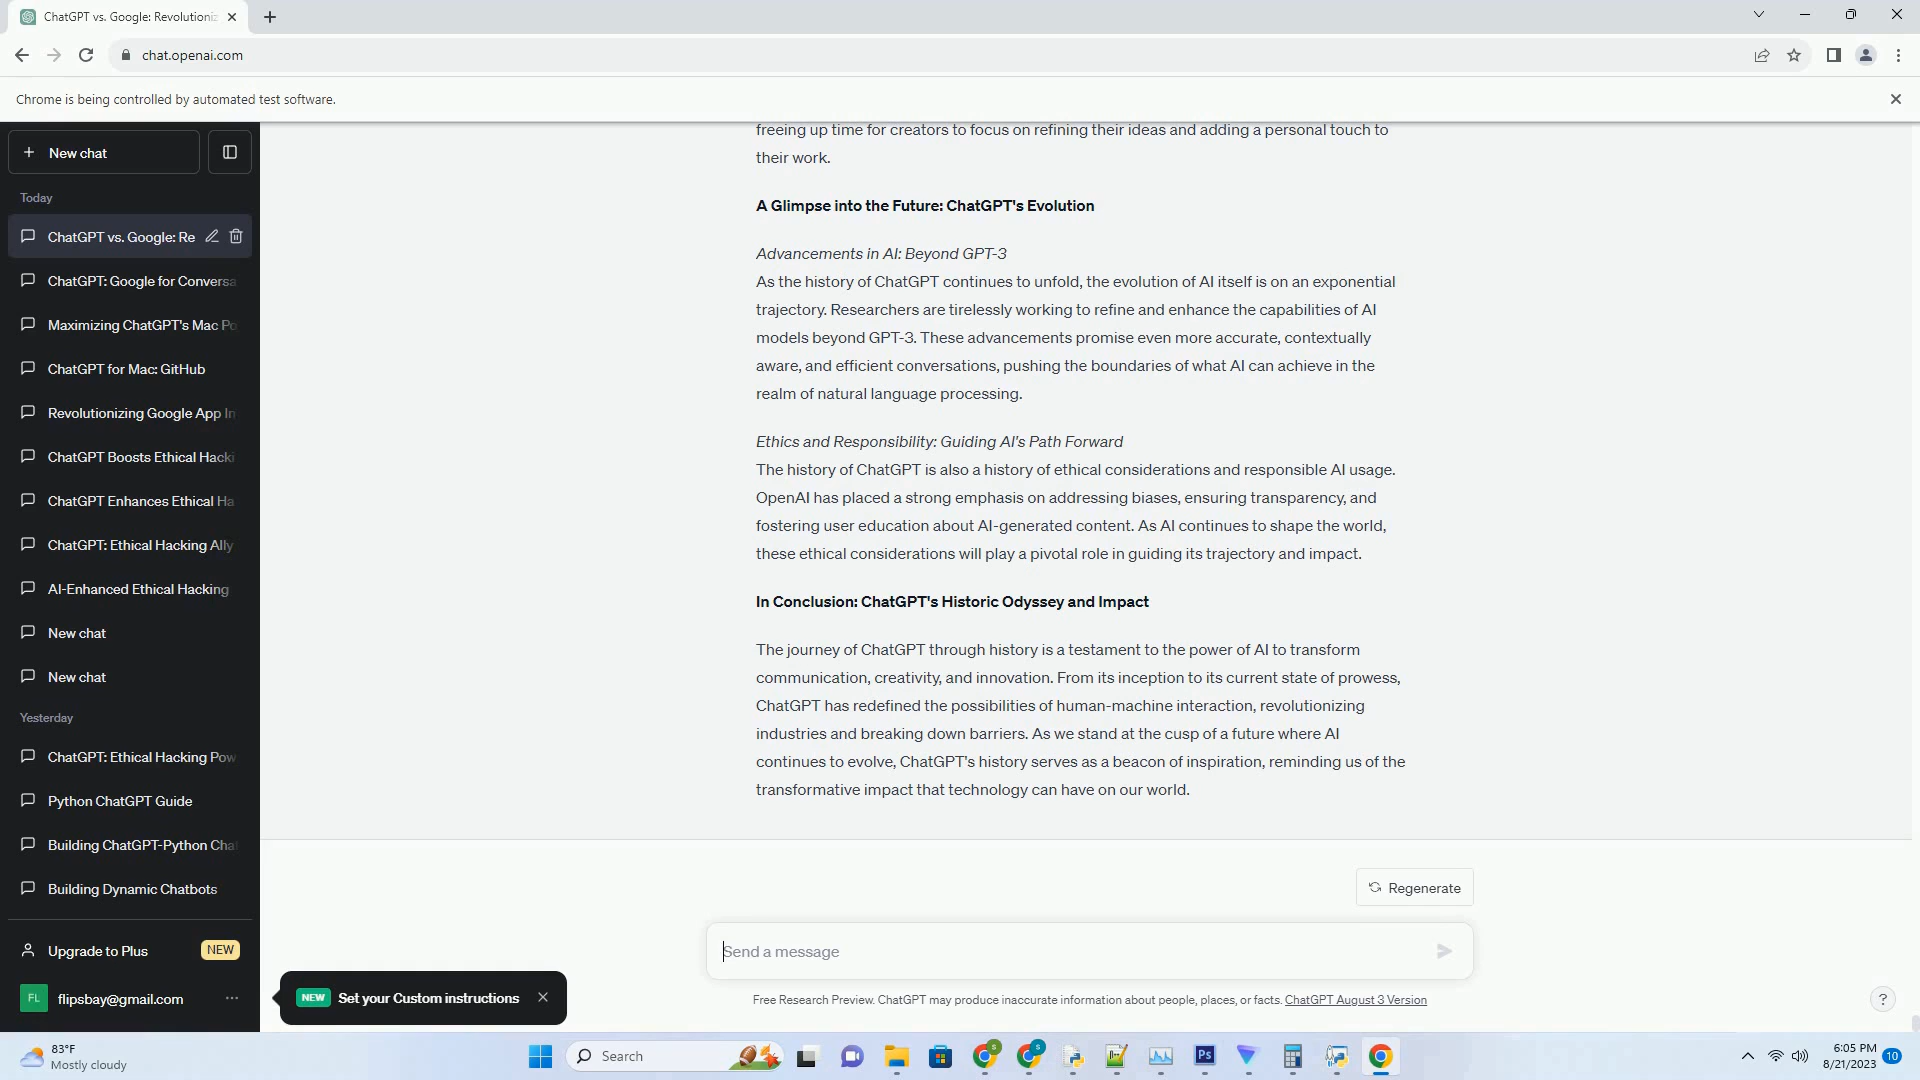 ChatGPT vs. Google: Revolutioniz
chat.openai.com
Chrome is being controlled by automated test software.
New chat
Today
ChatGPT vs. Google: Re
ChatGPT: Google for Conversa
Maximizing ChatGPT's Mac Po
ChatGPT for Mac: GitHub
Revolutionizing Google App In
ChatGPT Boosts Ethical Hacki
ChatGPT Enhances Ethical Ha
ChatGPT: Ethical Hacking Ally
AI-Enhanced Ethical Hacking
New chat
New chat
Yesterday
ChatGPT: Ethical Hacking Pow
Python ChatGPT Guide
Building ChatGPT-Python Cha
Building Dynamic Chatbots
Upgrade to Plus NEW
FL flipsbay@gmail.com
NEW Set your Custom instructions
freeing up time for creators to focus on refining their ideas and adding a personal touch to
their work.
A Glimpse into the Future: ChatGPT's Evolution
Advancements in AI: Beyond GPT-3
As the history of ChatGPT continues to unfold, the evolution of AI itself is on an exponential
trajectory. Researchers are tirelessly working to refine and enhance the capabilities of AI
models beyond GPT-3. These advancements promise even more accurate, contextually
aware, and efficient conversations, pushing the boundaries of what AI can achieve in the
realm of natural language processing.
Ethics and Responsibility: Guiding AI's Path Forward
The history of ChatGPT is also a history of ethical considerations and responsible AI usage.
OpenAI has placed a strong emphasis on addressing biases, ensuring transparency, and
fostering user education about AI-generated content. As AI continues to shape the world,
these ethical considerations will play a pivotal role in guiding its trajectory and impact.
In Conclusion: ChatGPT's Historic Odyssey and Impact
The journey of ChatGPT through history is a testament to the power of AI to transform
communication, creativity, and innovation. From its inception to its current state of prowess,
ChatGPT has redefined the possibilities of human-machine interaction, revolutionizing
industries and breaking down barriers. As we stand at the cusp of a future where AI
continues to evolve, ChatGPT's history serves as a beacon of inspiration, reminding us of the
transformative impact that technology can have on our world.
Regenerate
Send a message
Free Research Preview. ChatGPT may produce inaccurate information about people, places, or facts. ChatGPT August 3 Version
?
83°F
Mostly cloudy
Search
S
S
Ps
6:05 PM
8/21/2023
10